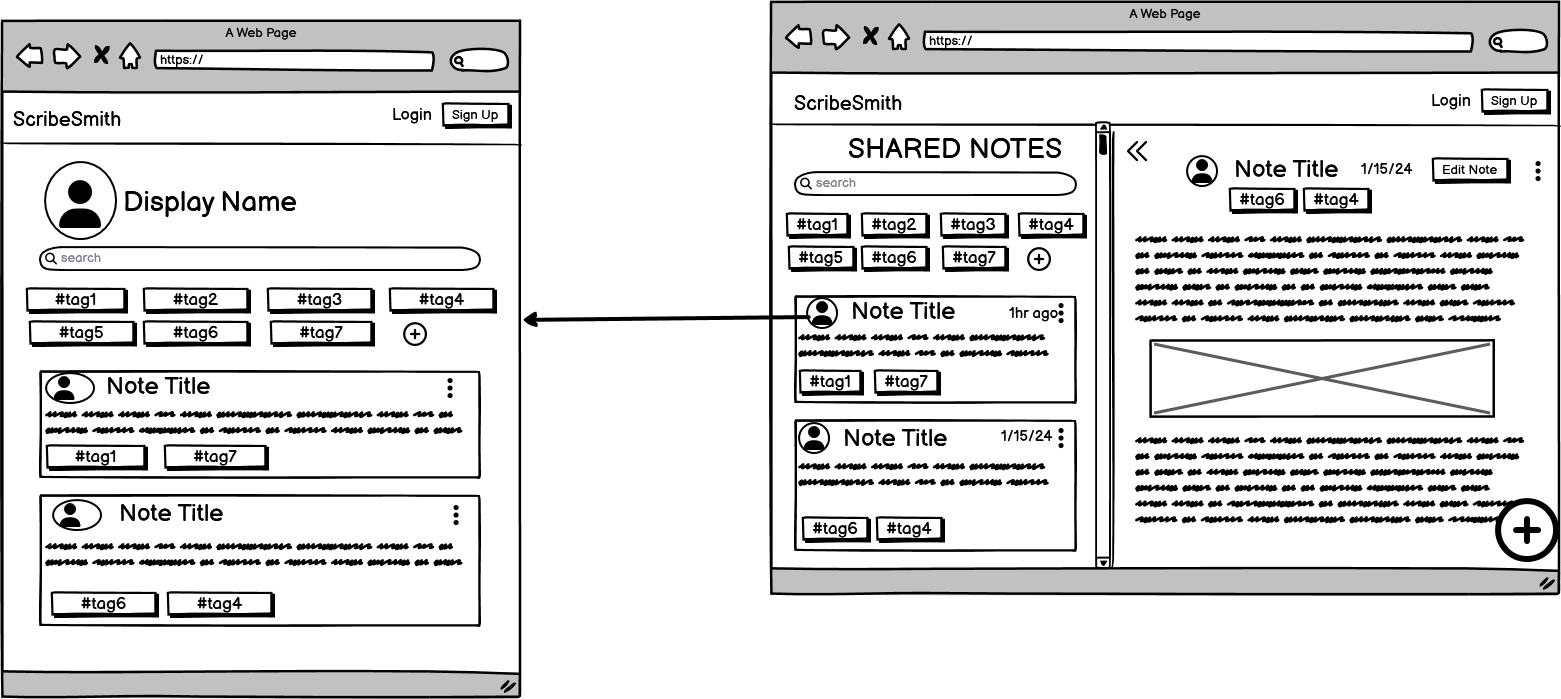 A Web Page
https://
ScribeSmith
Login Sign Up
Display Name
search
#tag1 #tag2 #tag3 #tag4
#tag5 #tag6 #tag7
Note Title
#tag1 #tag7
Note Title
#tag6 #tag4
A Web Page
https://
ScribeSmith
Login Sign Up
SHARED NOTES
search
#tag1 #tag2 #tag3 #tag4
#tag5 #tag6 #tag7
Note Title 1hr ago
#tag1 #tag7
Note Title 1/15/24
#tag6 #tag4
Note Title 1/15/24 Edit Note
#tag6 #tag4